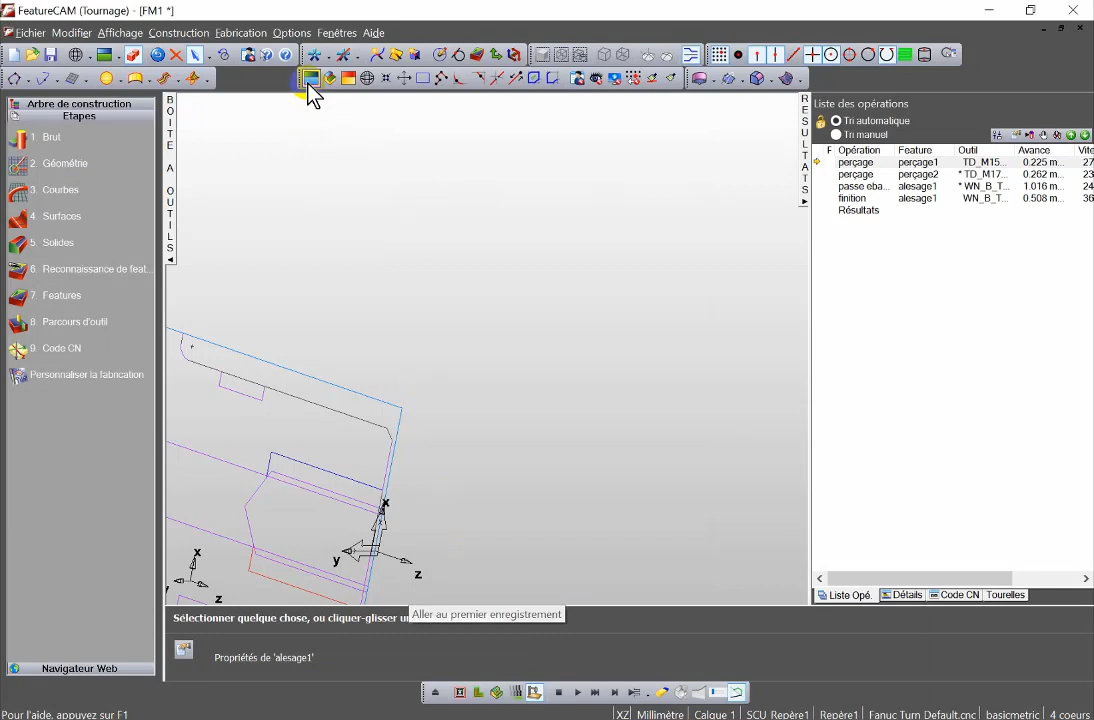 FeatureCAM (Tournage) - [FM1 *]
Fichier Modifier Affichage Construction Fabrication Options Fenêtres Aide
Arbre de construction
Etapes
1. Brut
2. Géométrie
3. Courbes
4. Surfaces
5. Solides
6. Reconnaissance de feat...
7. Features
8. Parcours d'outil
9. Code CN
Personnaliser la fabrication
Navigateur Web
BOITE A OUTILS
RESULTATS
x
y
z
x
z
Aller au premier enregistrement
Sélectionner quelque chose, ou cliquer-glisser
Propriétés de 'alesage1'
Liste des opérations
Tri automatique
Tri manuel
F Opération Feature Outil Avance Vite
perçage perçage1 TD_M15... 0.225 m... 27
perçage perçage2 * TD_M17... 0.262 m... 23
passe eba... alesage1 * WN_B_T... 1.016 m... 24
finition alesage1 WN_B_T... 0.508 m... 36
Résultats
Liste Opé. Détails Code CN Tourelles
Pour l'aide, appuyez sur F1
XZ Millimètre Calque 1 SCU Repère1 Repère1 Fanuc Turn Default.cnc basicmetric 4 coeurs